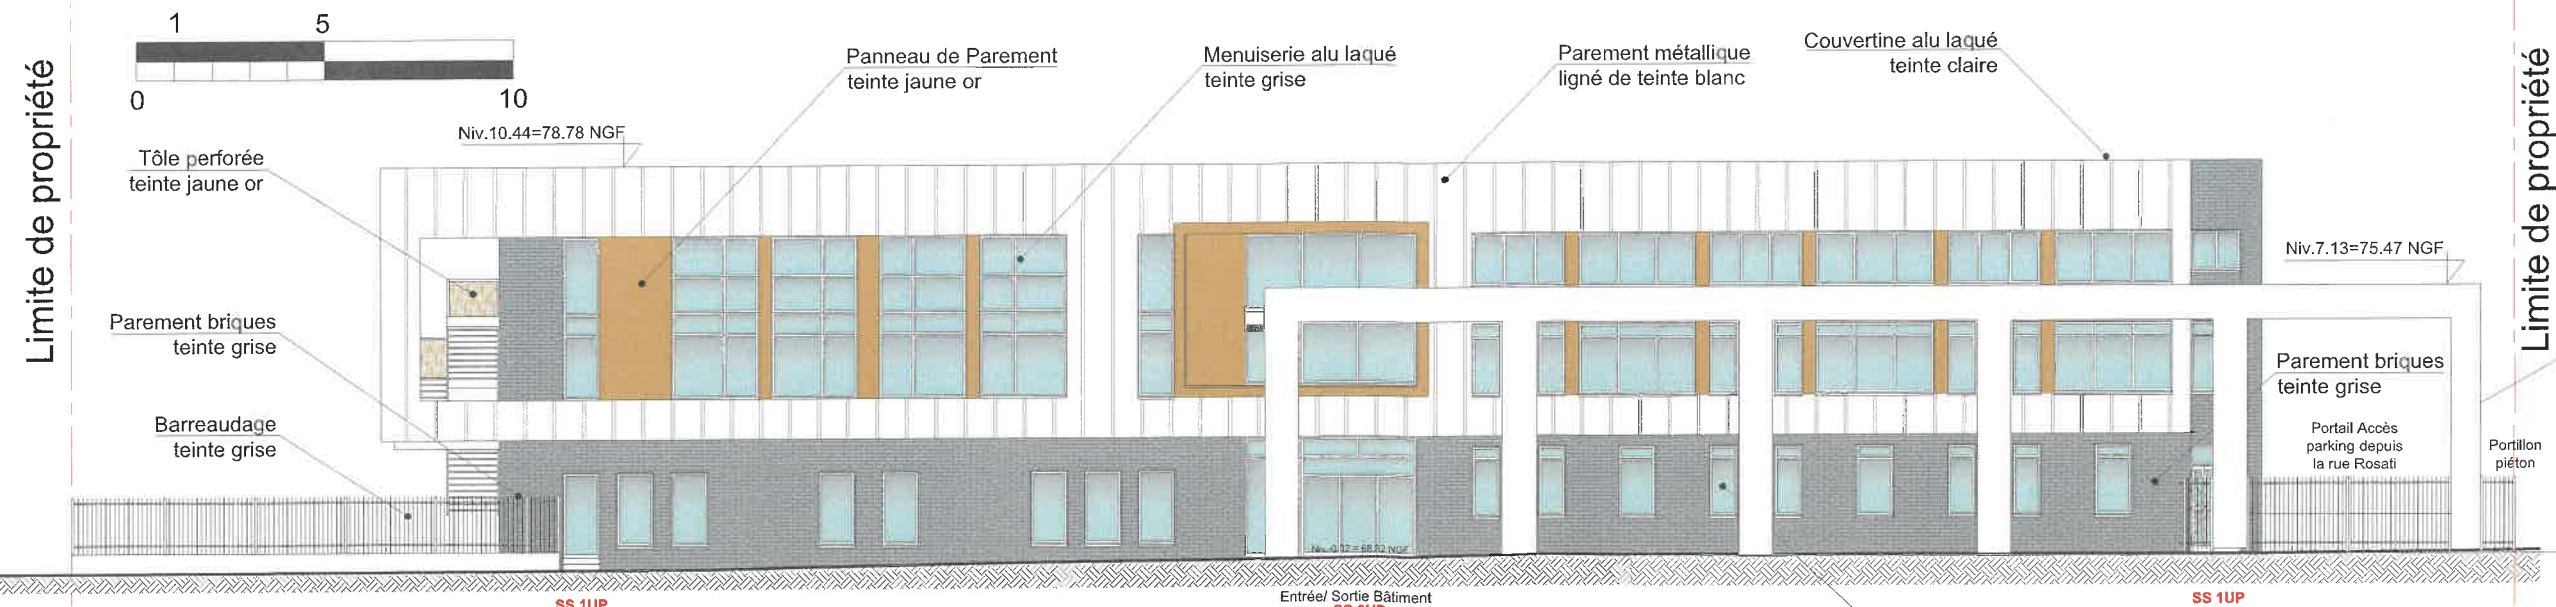 Limite de propriété
1 5
0 10
Panneau de Parement
teinte jaune or
Menuiserie alu laqué
teinte grise
Parement métallique
ligné de teinte blanc
Couvertine alu laqué
teinte claire
Limite de propriété
Niv.10.44=78.78 NGF
Tôle perforée
teinte jaune or
Niv.7.13=75.47 NGF
Parement briques
teinte grise
Parement briques
teinte grise
Barreaudage
teinte grise
Portail Accès
parking depuis
la rue Rosati
Portillon
piéton
Entrée/ Sortie Bâtiment
SS 1UP
SS 1UP